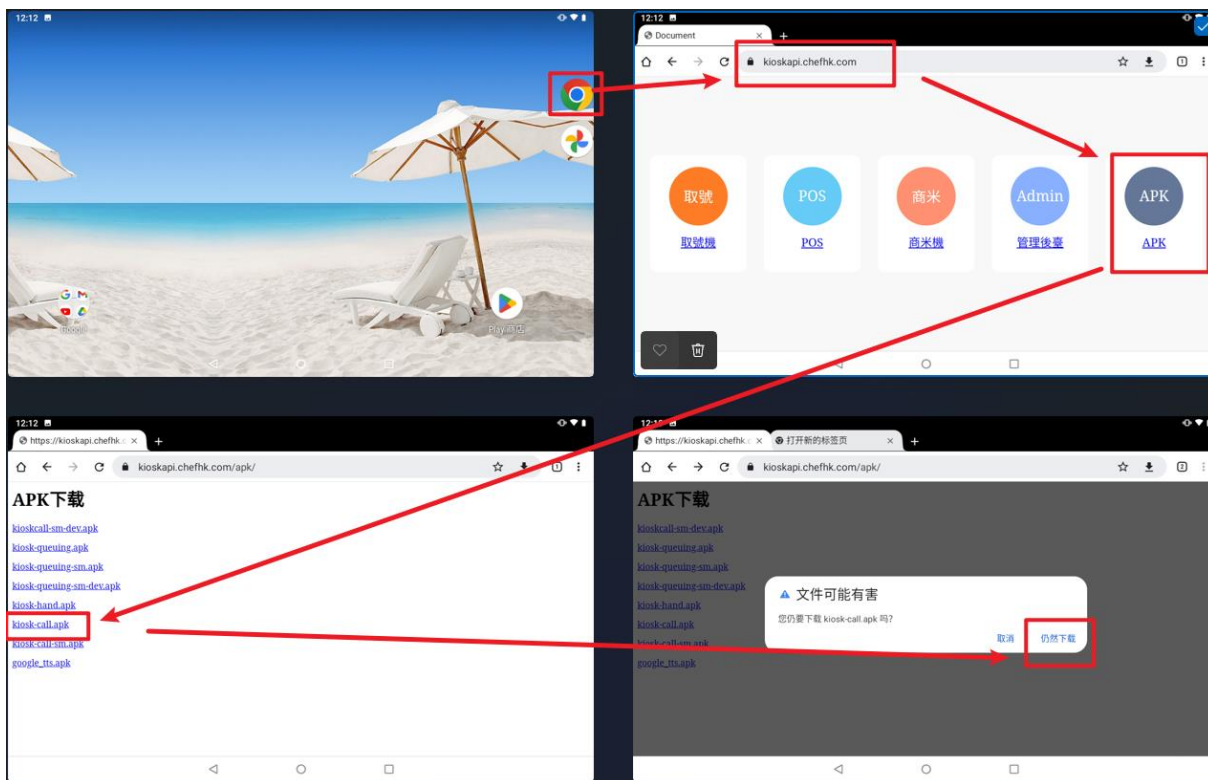 12:12
Play 商店
12:12
Document
kioskapi.chefhk.com
取號
POS
商米
Admin
APK
取號機
POS
商米機
管理後臺
APK
12:12
https://kioskapi.chefhk.c
kioskapi.chefhk.com/apk/
APK下载
kioskcall-sm-dev.apk
kiosk-queuing.apk
kiosk-queuing-sm.apk
kiosk-queuing-sm-dev.apk
kiosk-hand.apk
kiosk-call.apk
kiosk-call-sm.apk
google_tts.apk
12:12
https://kioskapi.chefhk.c 打开新的标签页
kioskapi.chefhk.com/apk/
APK下载
kioskcall-sm-dev.apk
kiosk-queuing.apk
kiosk-queuing-sm.apk
kiosk-queuing-sm-dev.apk
kiosk-hand.apk
kiosk-call.apk
kiosk-call-sm.apk
google_tts.apk
文件可能有害
您仍要下载 kiosk-call.apk 吗?
取消 仍然下载